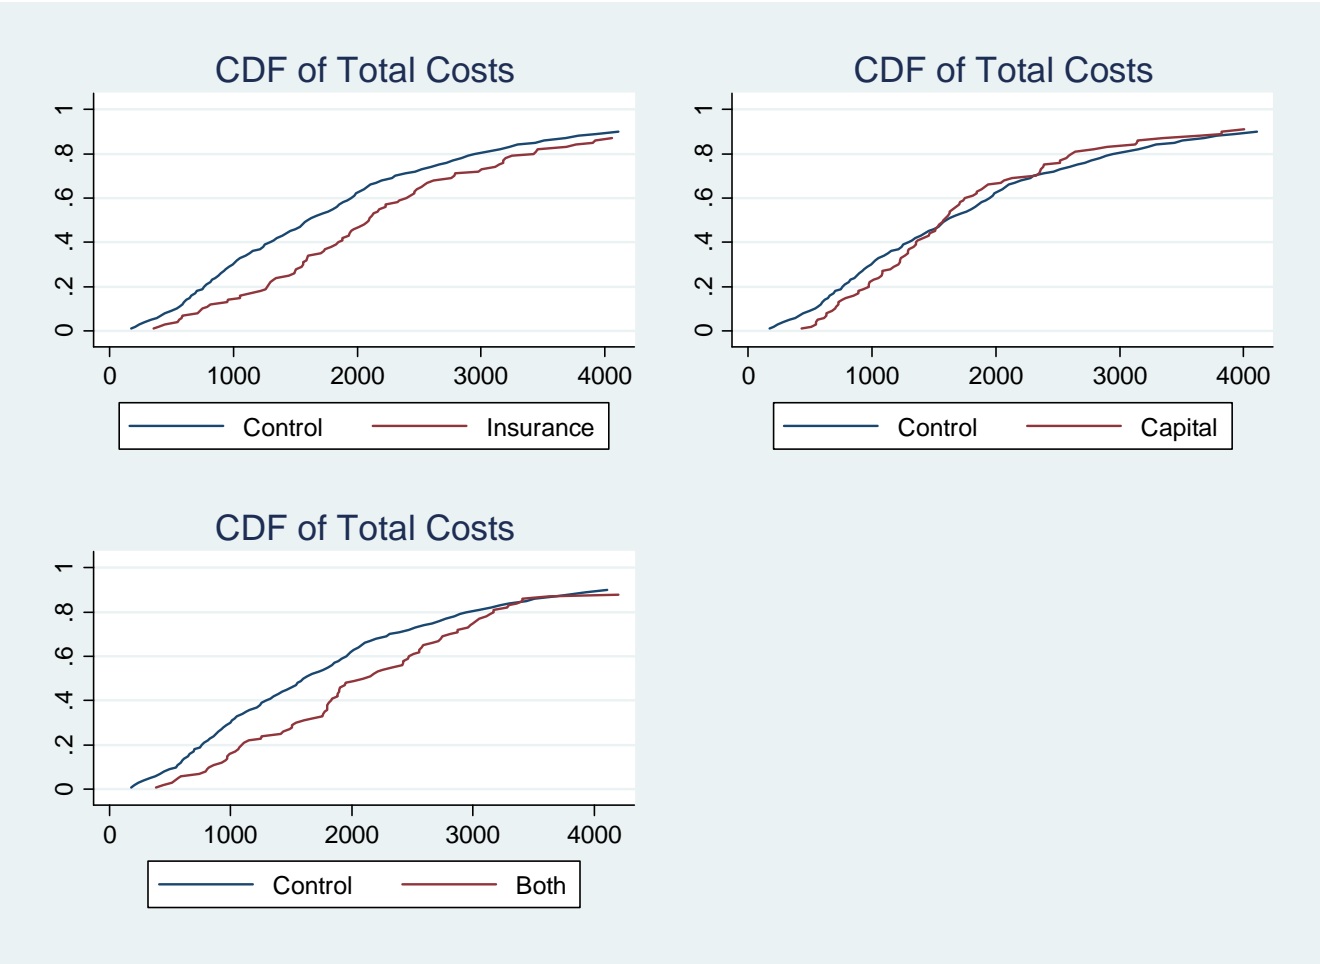 CDF of Total Costs
1
.8
.6
.4
.2
0
0 1000 2000 3000 4000
Control Insurance
CDF of Total Costs
1
.8
.6
.4
.2
0
0 1000 2000 3000 4000
Control Capital
CDF of Total Costs
1
.8
.6
.4
.2
0
0 1000 2000 3000 4000
Control Both